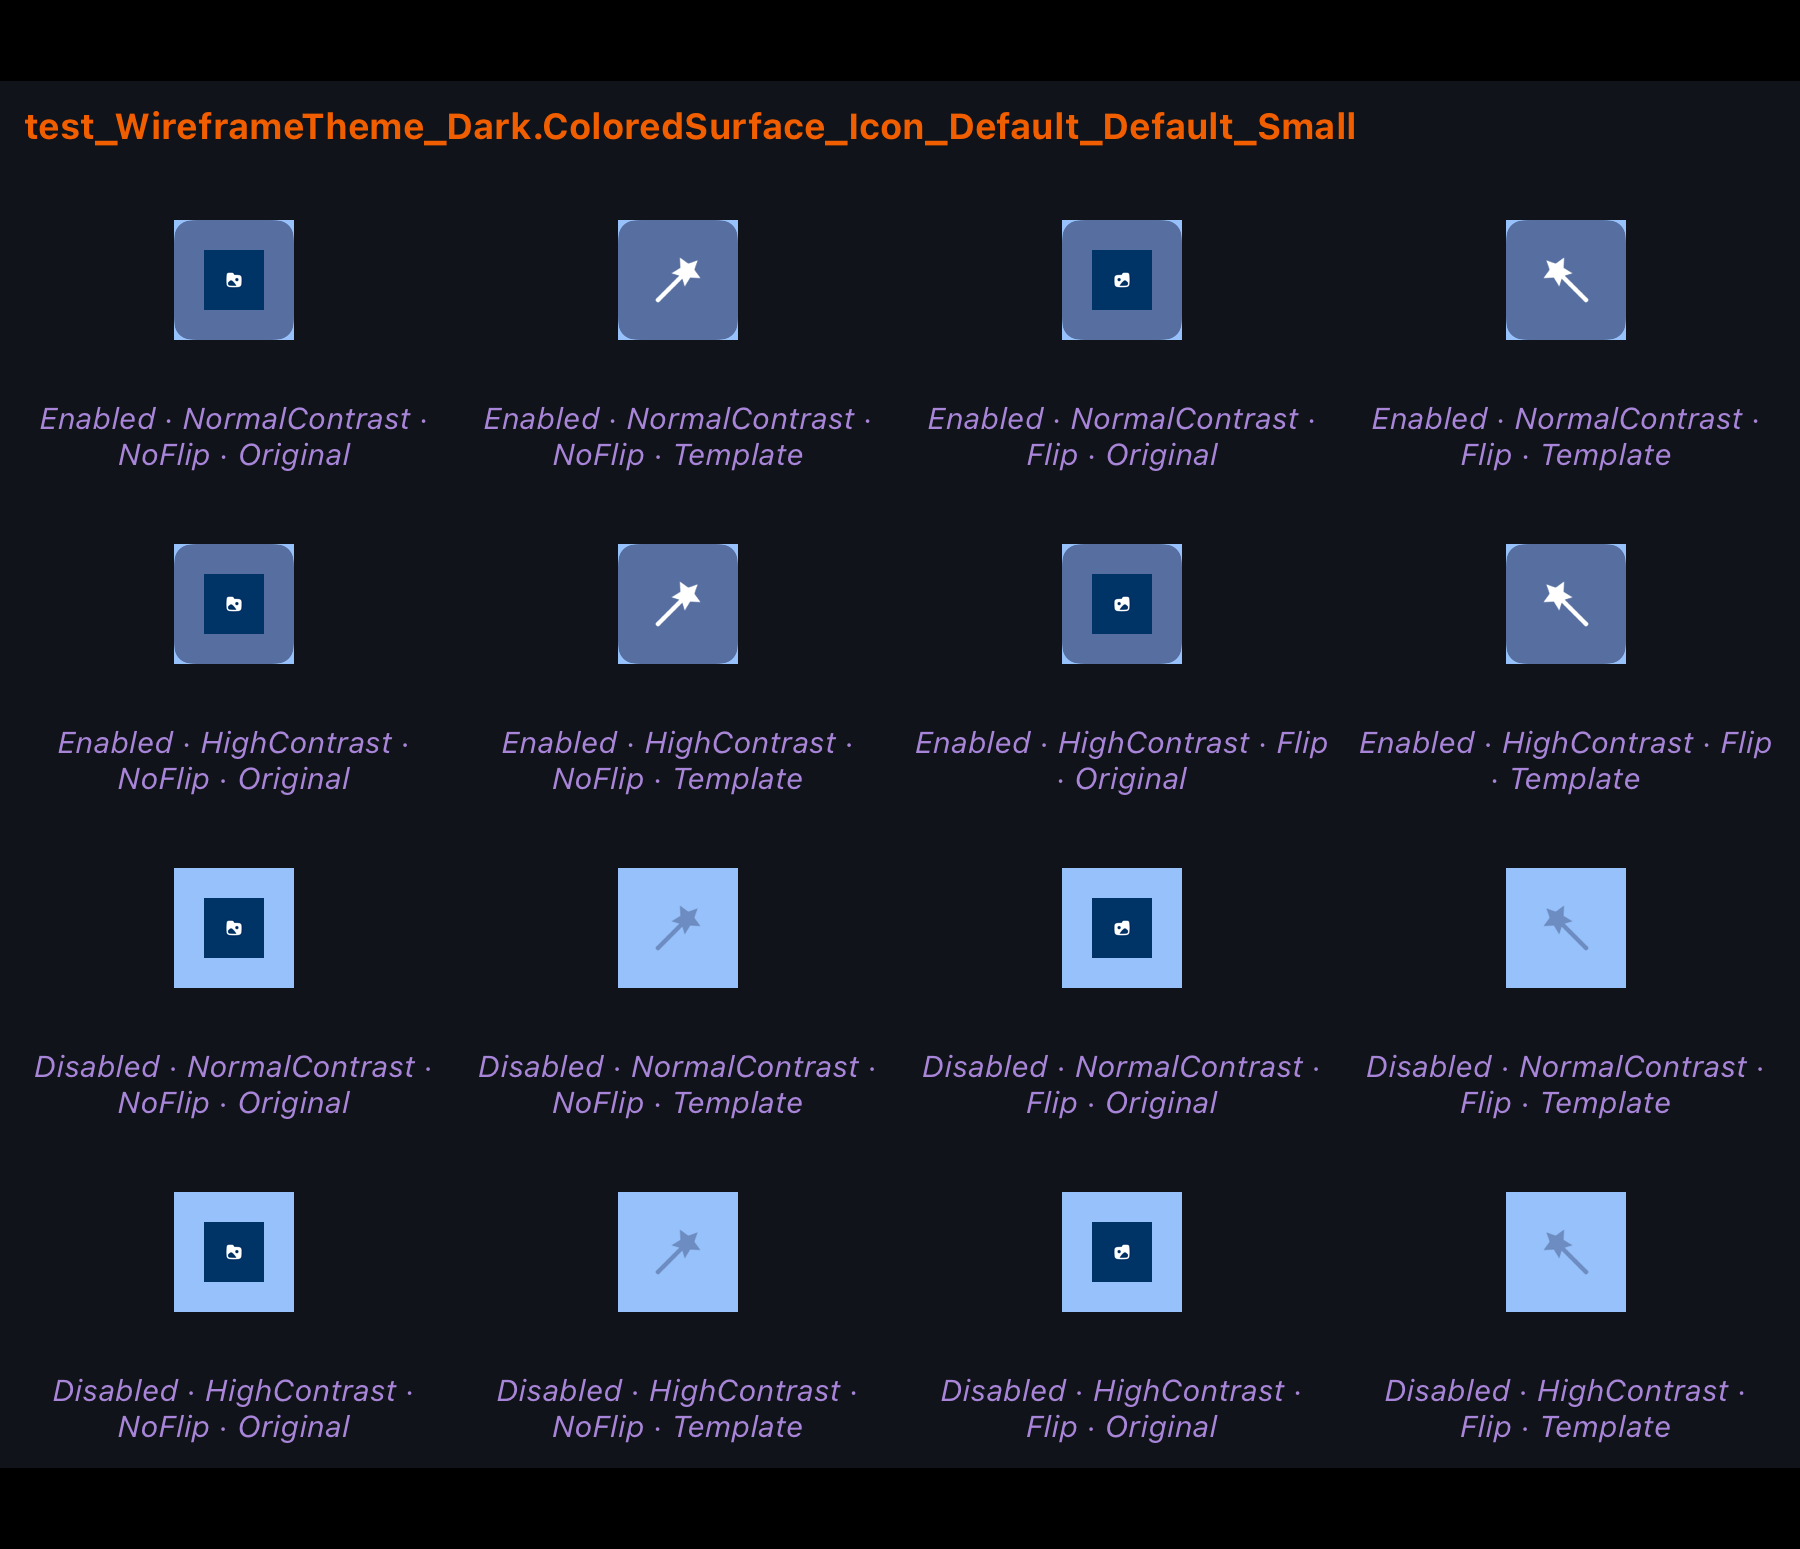 test_WireframeTheme_Dark.ColoredSurface_Icon_Default_Default_Small
Enabled · NormalContrast ·
NoFlip · Original
Enabled · NormalContrast ·
NoFlip · Template
Enabled · NormalContrast ·
Flip · Original
Enabled · NormalContrast ·
Flip · Template
Enabled · HighContrast ·
NoFlip · Original
Enabled · HighContrast ·
NoFlip · Template
Enabled · HighContrast · Flip
· Original
Enabled · HighContrast · Flip
· Template
Disabled · NormalContrast ·
NoFlip · Original
Disabled · NormalContrast ·
NoFlip · Template
Disabled · NormalContrast ·
Flip · Original
Disabled · NormalContrast ·
Flip · Template
Disabled · HighContrast ·
NoFlip · Original
Disabled · HighContrast ·
NoFlip · Template
Disabled · HighContrast ·
Flip · Original
Disabled · HighContrast ·
Flip · Template